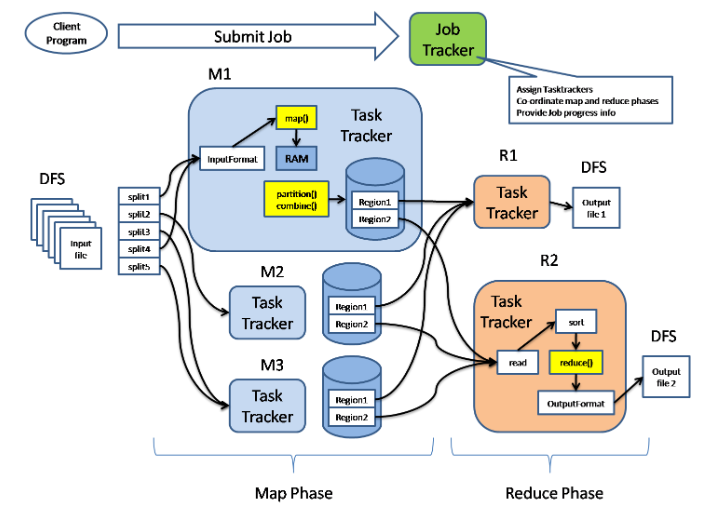 Client
Program
Submit Job
Job
Tracker
Assign Tasktrackers
Co-ordinate map and reduce phases
Provide Job progress info
M1
map()
Task
Tracker
InputFormat
RAM
partition()
combine()
Region1
Region2
DFS
Input
file
split1
split2
split3
split4
split5
M2
Task
Tracker
Region1
Region2
M3
Task
Tracker
Region1
Region2
R1
Task
Tracker
DFS
Output
file 1
R2
Task
Tracker
sort
read
reduce()
OutputFormat
DFS
Output
file 2
Map Phase
Reduce Phase